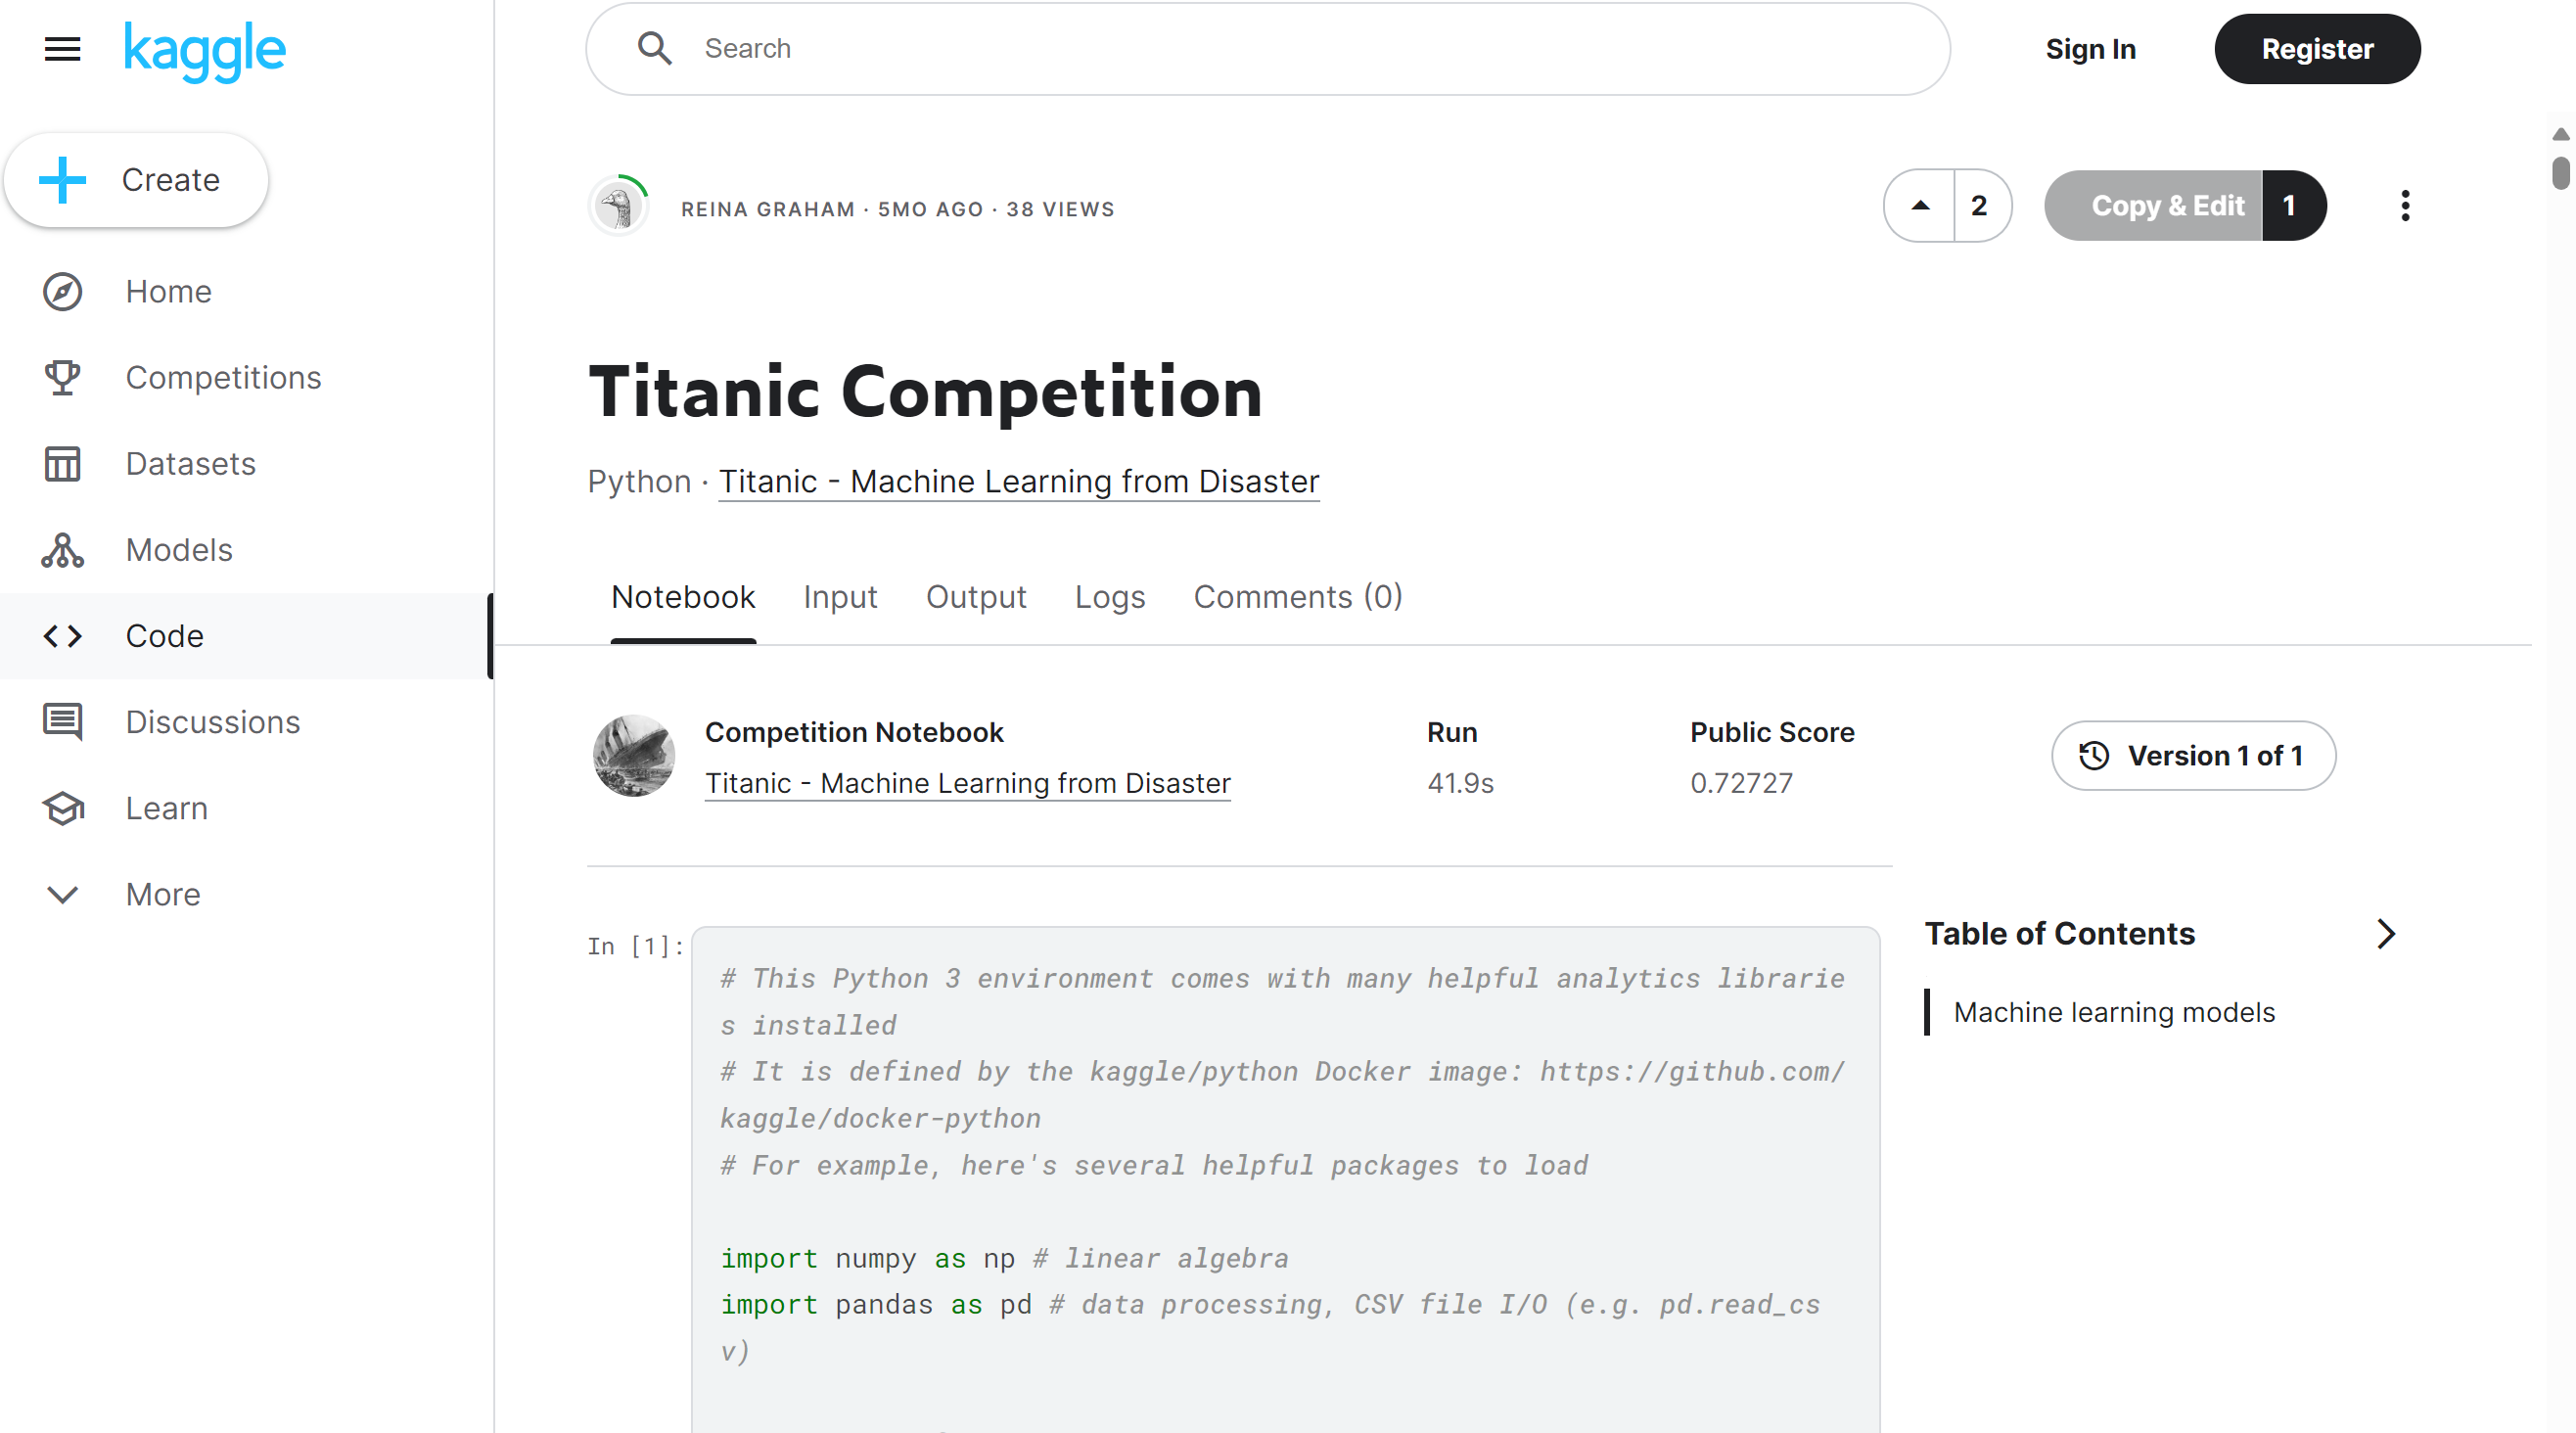 kaggle
Search
Sign In
Register
Create
Home
Competitions
Datasets
Models
Code
Discussions
Learn
More
REINA GRAHAM · 5MO AGO · 38 VIEWS
2
Copy & Edit
1
Titanic Competition
Python · Titanic - Machine Learning from Disaster
Notebook
Input
Output
Logs
Comments (0)
Competition Notebook
Titanic - Machine Learning from Disaster
Run
41.9s
Public Score
0.72727
Version 1 of 1
In [1]:
# This Python 3 environment comes with many helpful analytics librarie
s installed
# It is defined by the kaggle/python Docker image: https://github.com/
kaggle/docker-python
# For example, here's several helpful packages to load
import numpy as np # linear algebra
import pandas as pd # data processing, CSV file I/O (e.g. pd.read_cs
v)
Table of Contents
Machine learning models